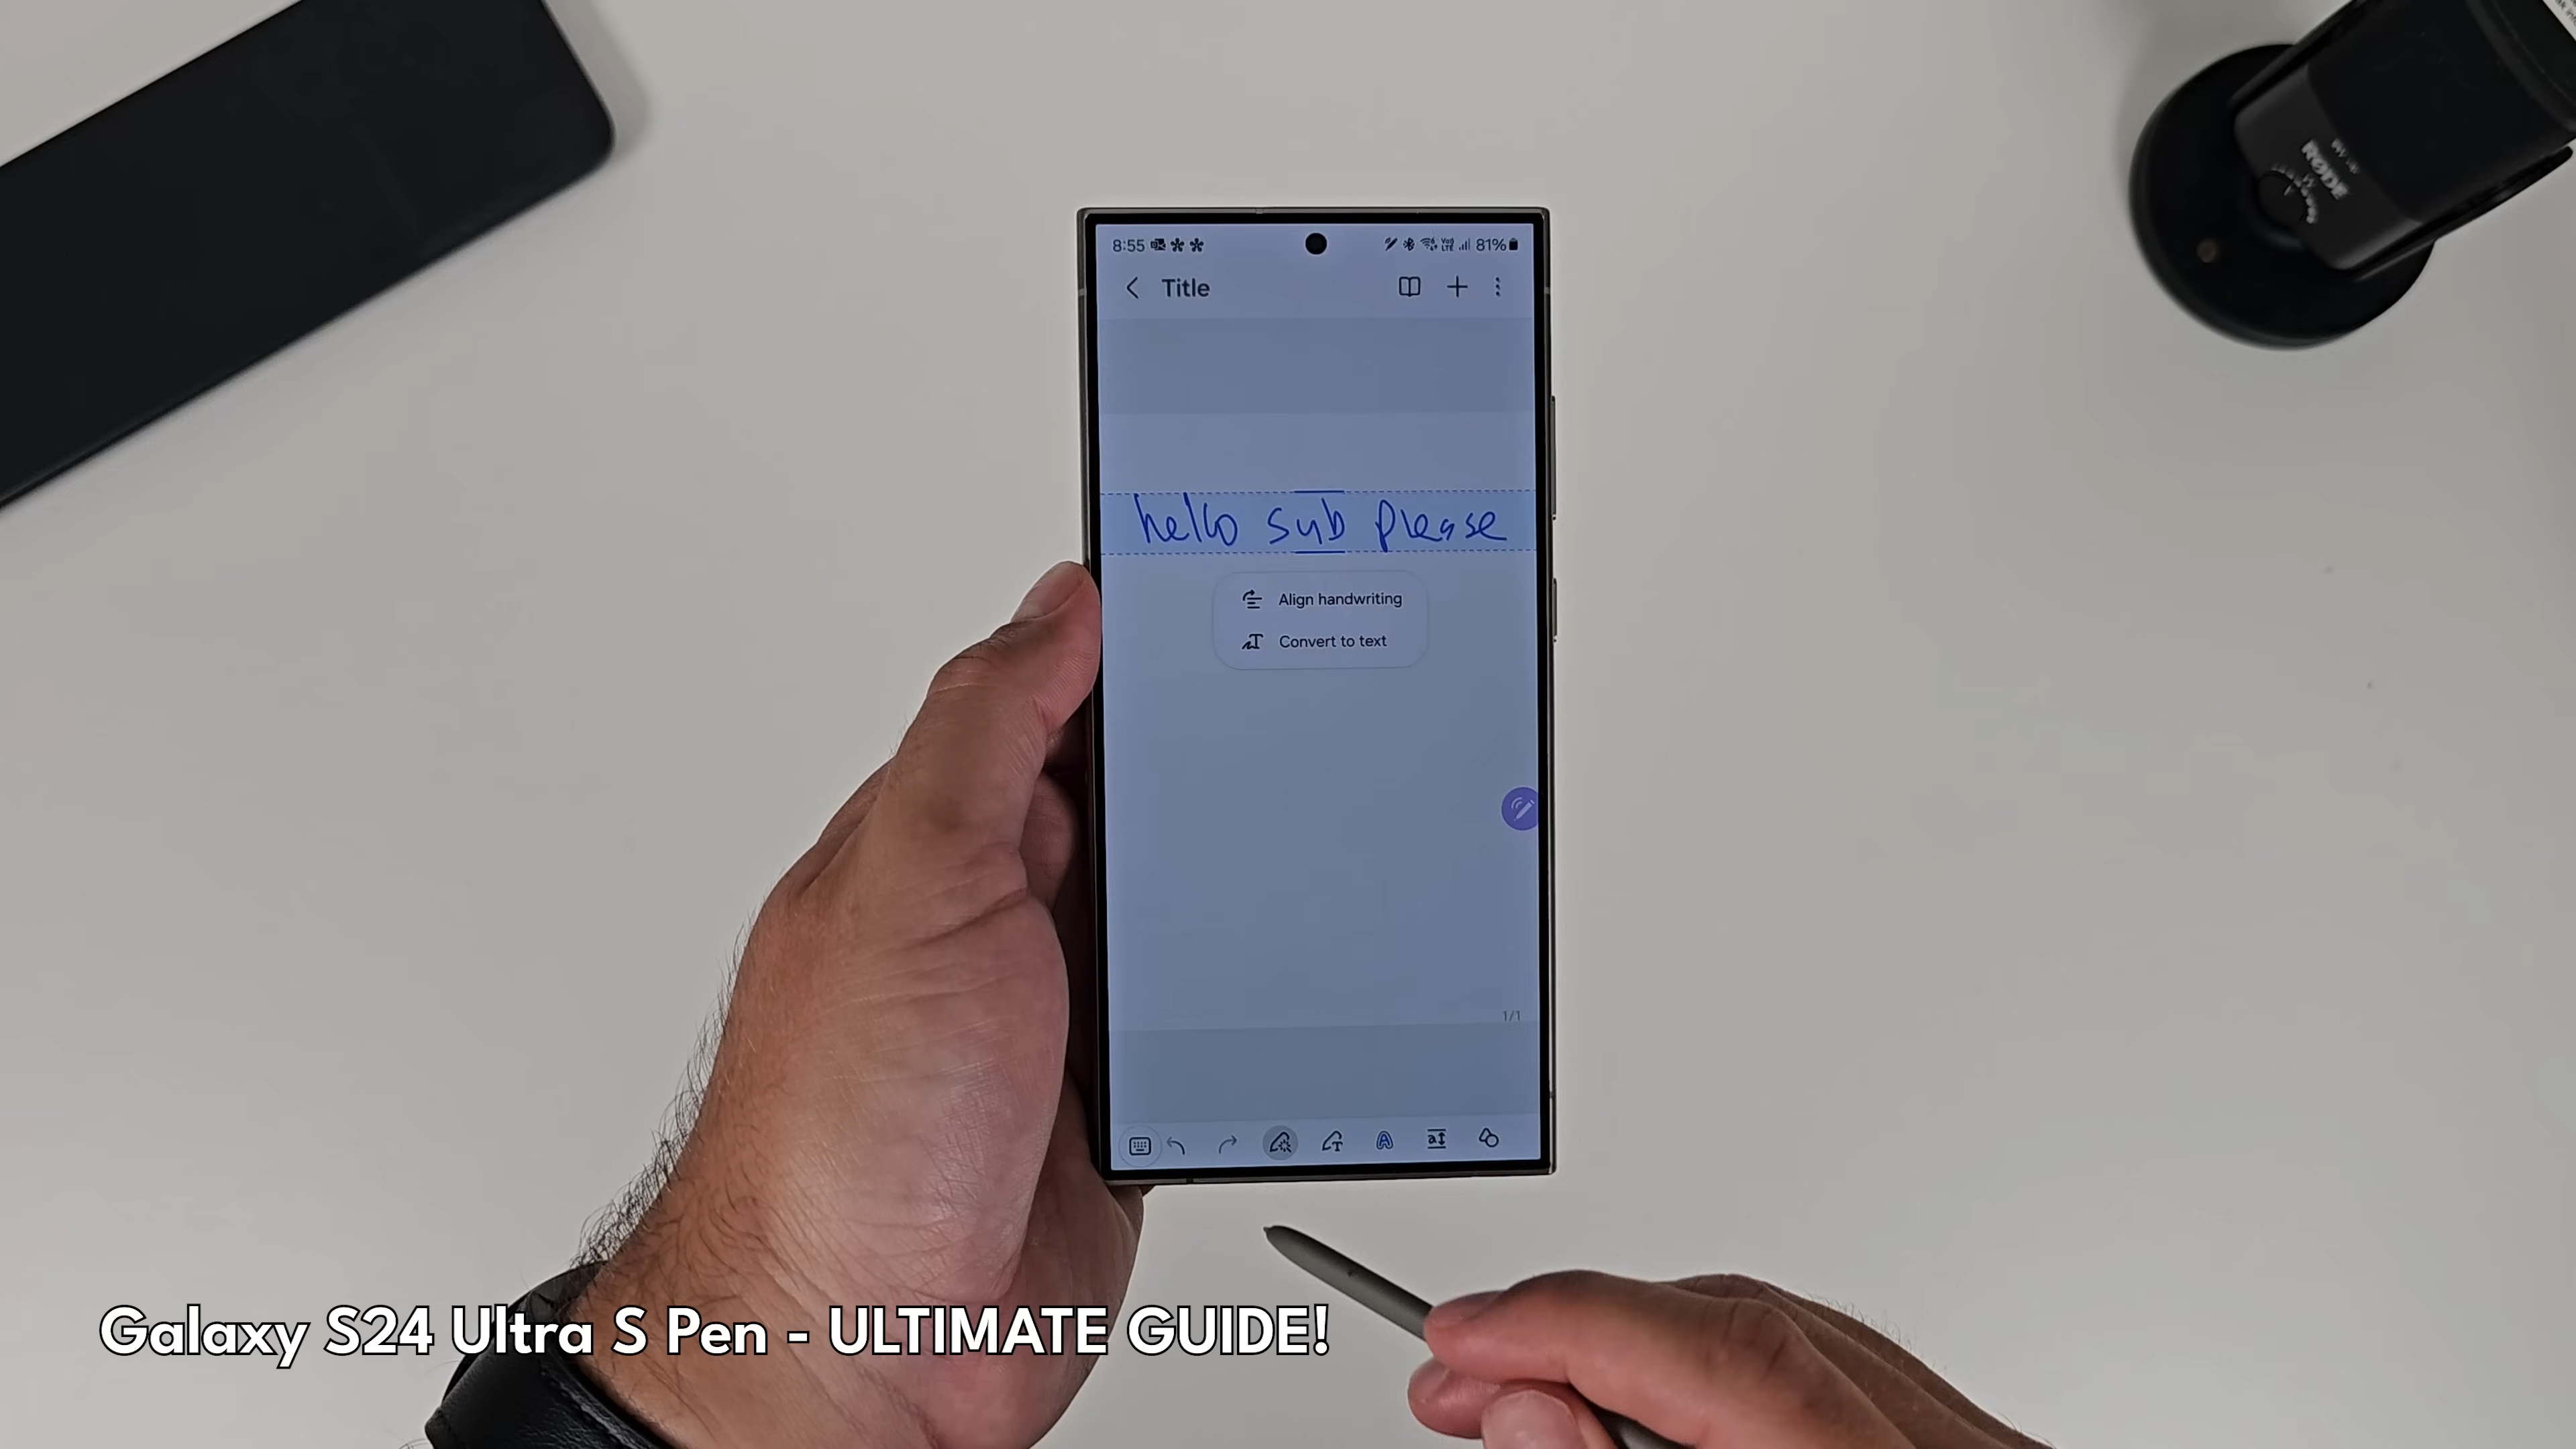 RØDE
8:55
81%
Title
hello sub please
Align handwriting
Convert to text
1/1
Galaxy S24 Ultra S Pen - ULTIMATE GUIDE!